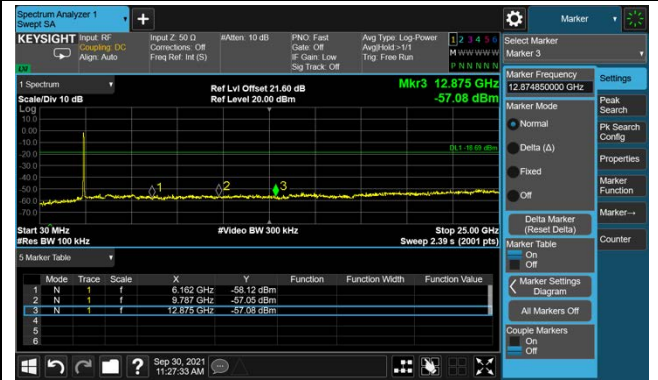 Spectrum Analyzer 1
Swept SA
+
Marker
KEYSIGHT Input: RF
Coupling: DC
Align: Auto
Input Z: 50 Ω
Corrections: Off
Freq Ref: Int (S)
#Atten: 10 dB
PNO: Fast
Gate: Off
IF Gain: Low
Sig Track: Off
Avg Type: Log-Power
Avg|Hold:>1/1
Trig: Free Run
1 2 3 4 5 6
M W W W W W
P N N N N N
1 Spectrum
Scale/Div 10 dB
Ref Lvl Offset 21.60 dB
Ref Level 20.00 dBm
Mkr3 12.875 GHz
-57.08 dBm
Log
10.0
0.00
-10.0
-20.0
-30.0
-40.0
-50.0
-60.0
-70.0
DL1 -18.69 dBm
1
2
3
Start 30 MHz
#Res BW 100 kHz
#Video BW 300 kHz
Stop 25.00 GHz
Sweep 2.39 s (2001 pts)
5 Marker Table
Mode Trace Scale X Y Function Function Width Function Value
1 N 1 f 6.162 GHz -58.12 dBm
2 N 1 f 9.787 GHz -57.05 dBm
3 N 1 f 12.875 GHz -57.08 dBm
4
5
6
Sep 30, 2021
11:27:33 AM
?
Select Marker
Marker 3
Marker Frequency
12.874850000 GHz
Marker Mode
Normal
Delta (Δ)
Fixed
Off
Delta Marker
(Reset Delta)
Marker Table
On
Off
Marker Settings
Diagram
All Markers Off
Couple Markers
On
Off
Settings
Peak
Search
Pk Search
Config
Properties
Marker
Function
Marker→
Counter